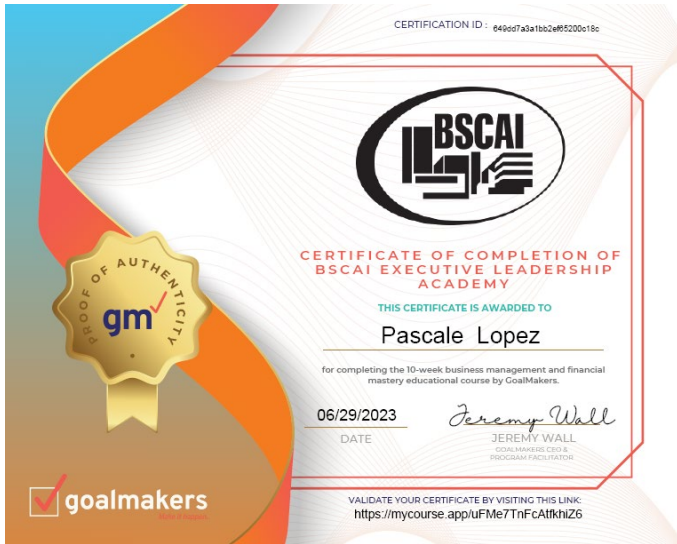 CERTIFICATION ID : 649dd7a3a1bb2ef65200c18c
BSCAI
CERTIFICATE OF COMPLETION OF
BSCAI EXECUTIVE LEADERSHIP
ACADEMY
THIS CERTIFICATE IS AWARDED TO
Pascale Lopez
for completing the 10-week business management and financial
mastery educational course by GoalMakers.
PROOF OF AUTHENTICITY
gm
06/29/2023
Jeremy Wall
DATE
JEREMY WALL
GOALMAKERS CEO &
PROGRAM FACILITATOR
goalmakers
Make it happen.
VALIDATE YOUR CERTIFICATE BY VISITING THIS LINK:
https://mycourse.app/uFMe7TnFcAtfkhiZ6